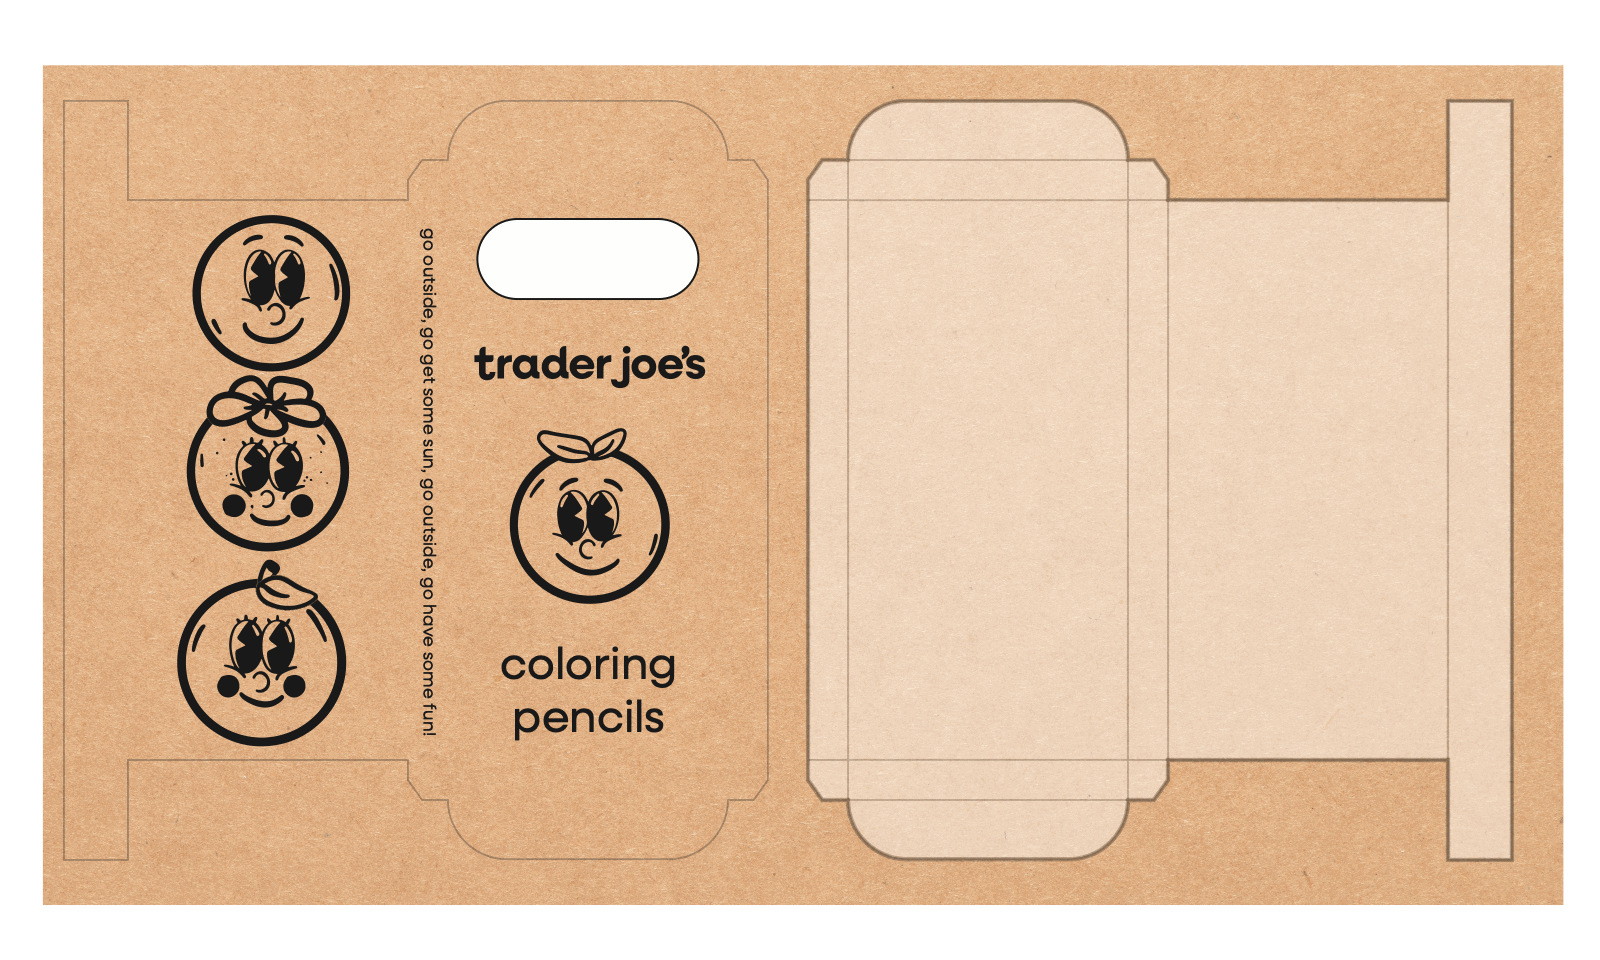 go outside, go get some sun, go outside, go have some fun!
trader joe's
coloring
pencils